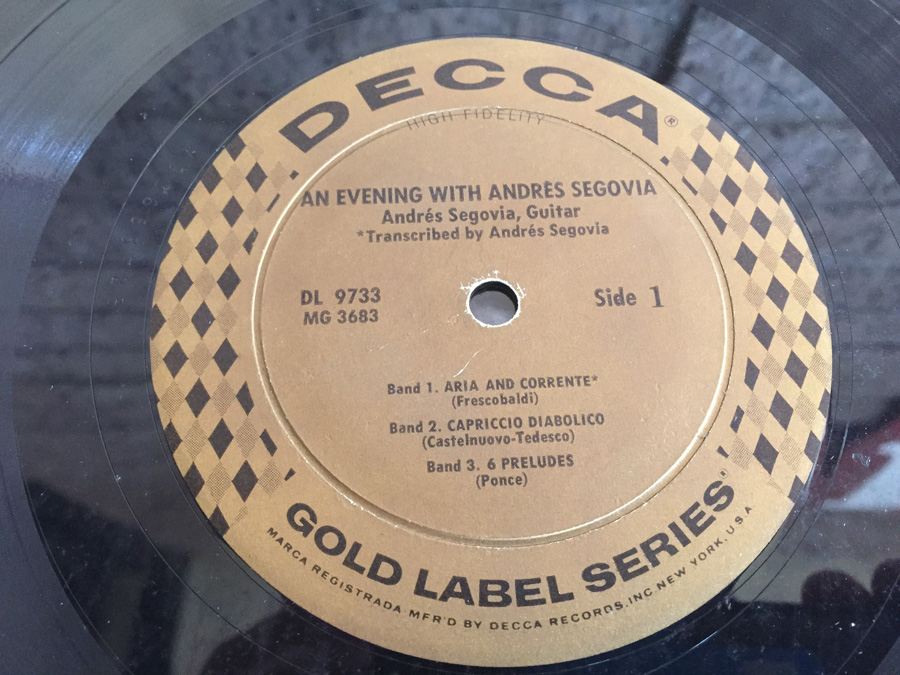 DECCA®
HIGH FIDELITY
AN EVENING WITH ANDRÈS SEGOVIA
Andrés Segovia, Guitar
*Transcribed by Andrés Segovia
DL 9733
MG 3683
Side 1
Band 1. ARIA AND CORRENTE*
(Frescobaldi)
Band 2. CAPRICCIO DIABOLICO
(Castelnuovo-Tedesco)
Band 3. 6 PRELUDES
(Ponce)
GOLD LABEL SERIES
MARCA REGISTRADA MFR'D BY DECCA RECORDS, INC. NEW YORK, U.S.A.